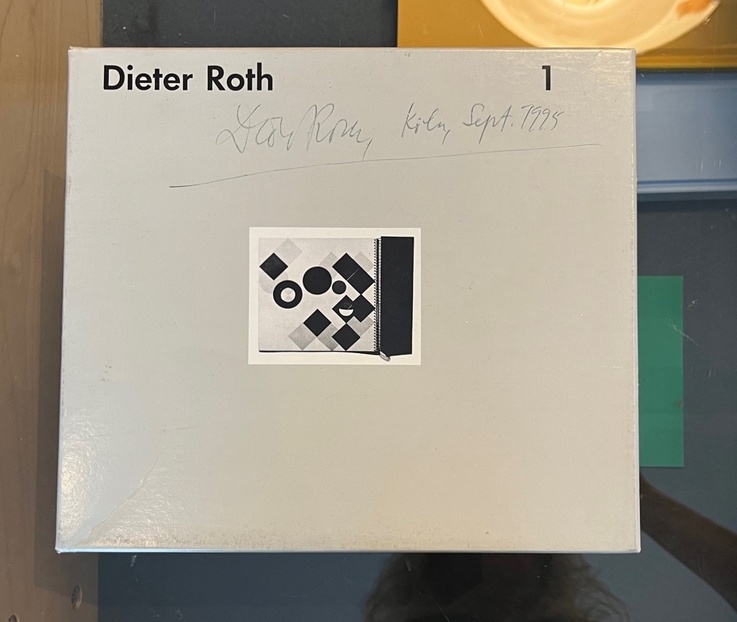 Dieter Roth 1
Dieter Roth, Köln, Sept. 1995